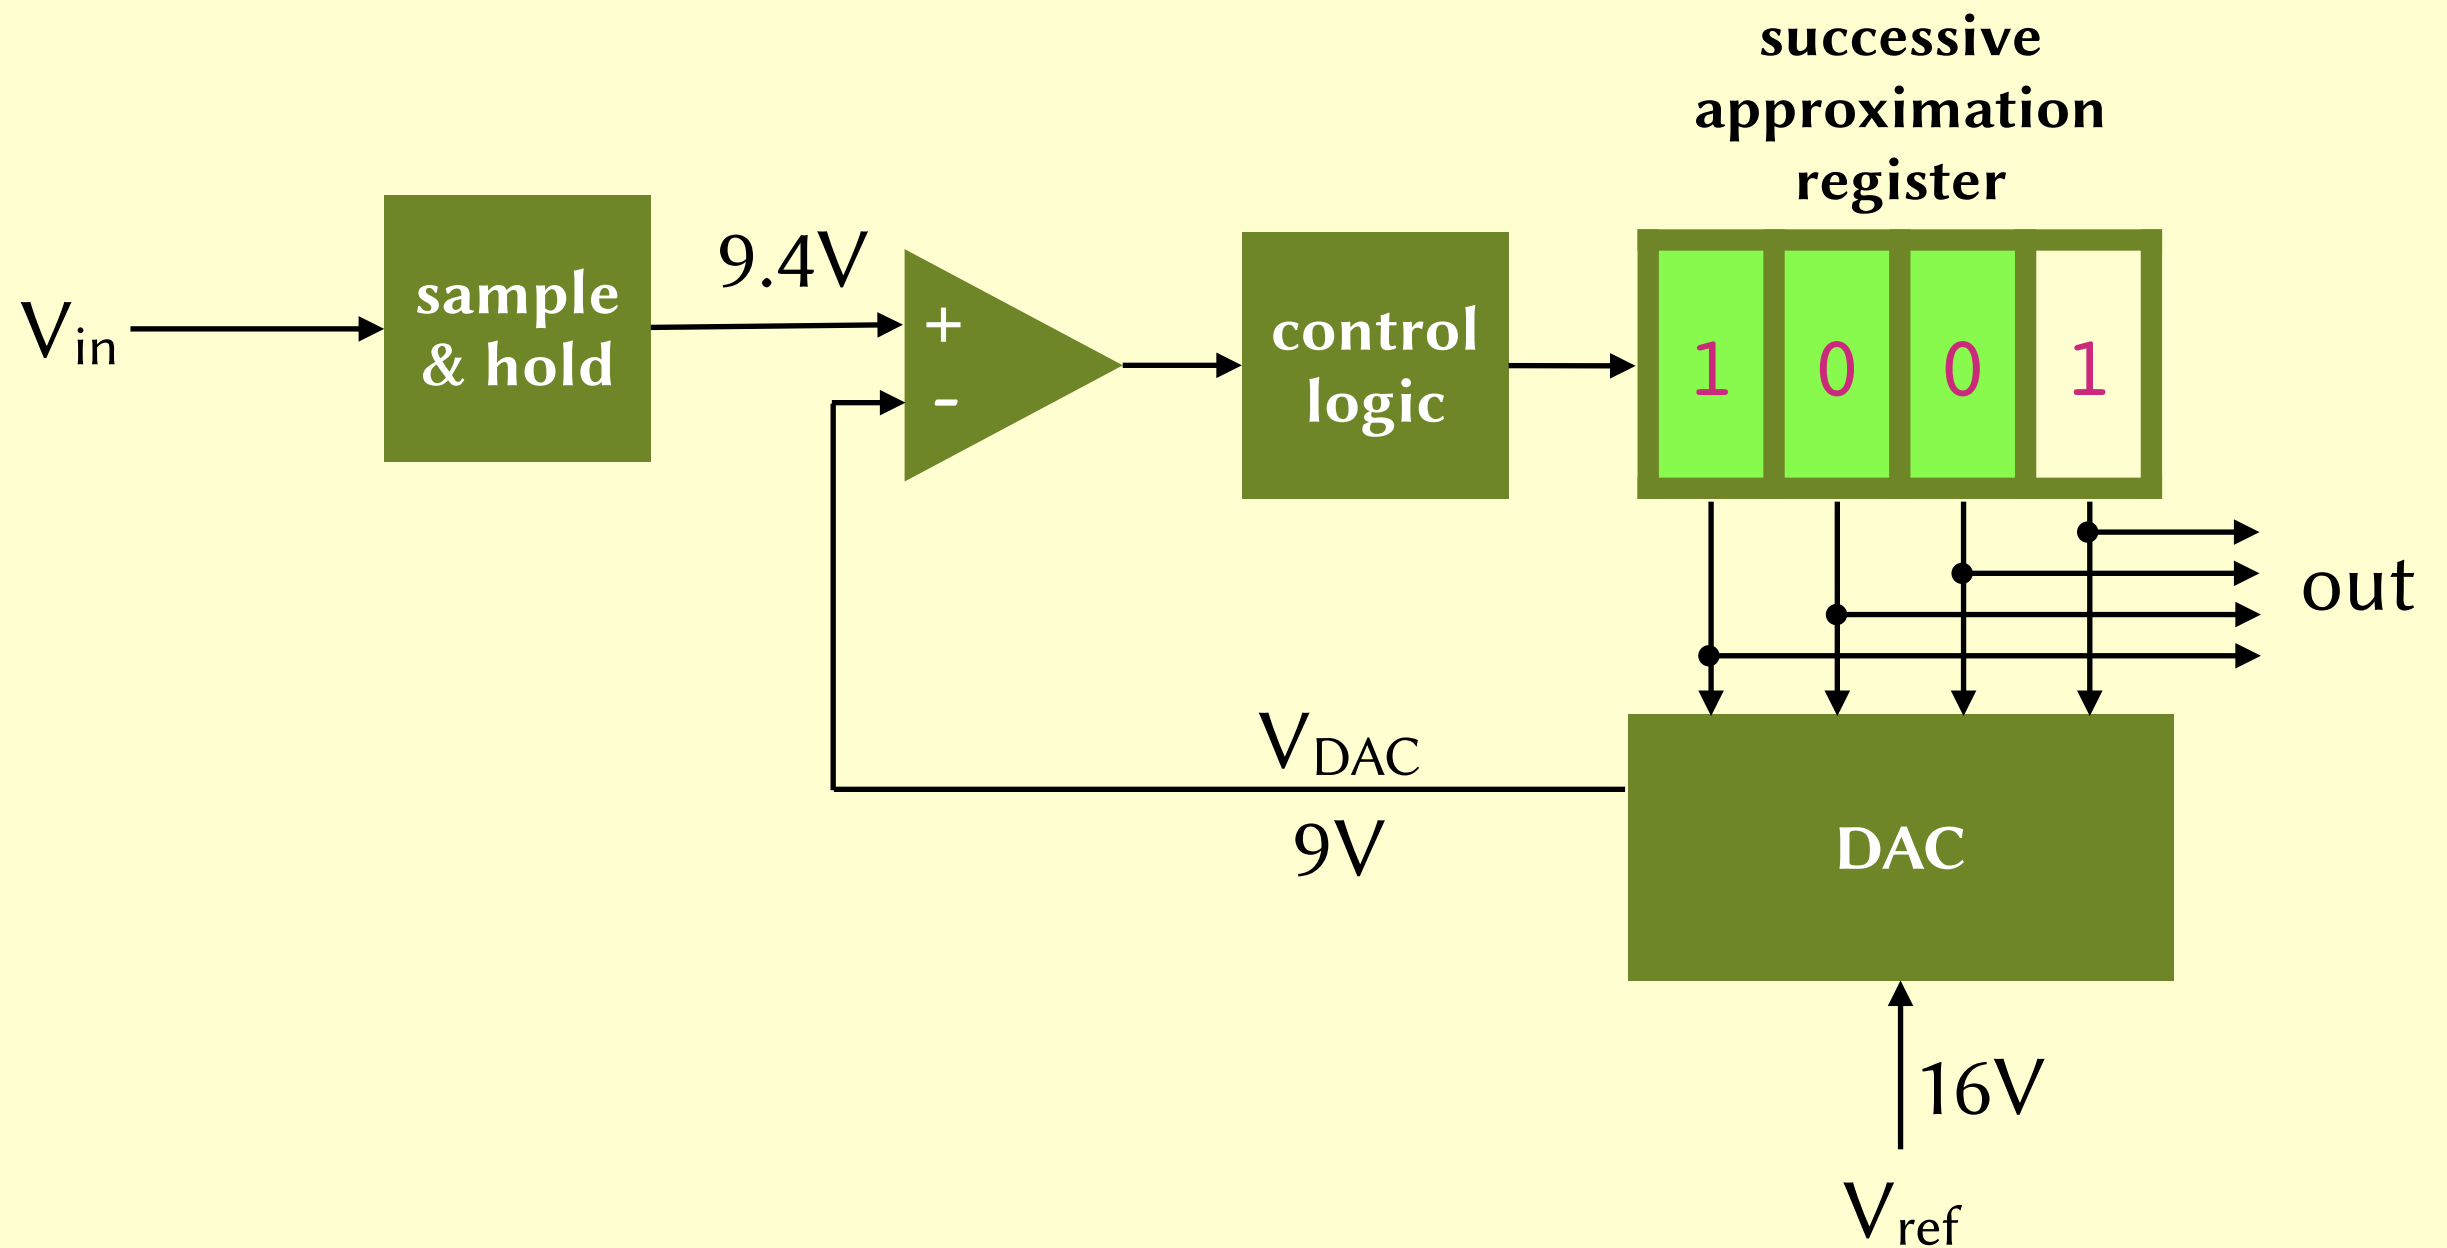 successive
approximation
register
sample
& hold
9.4V
Vin
+
-
control
logic
1 0 0 1
out
VDAC
9V
DAC
16V
Vref